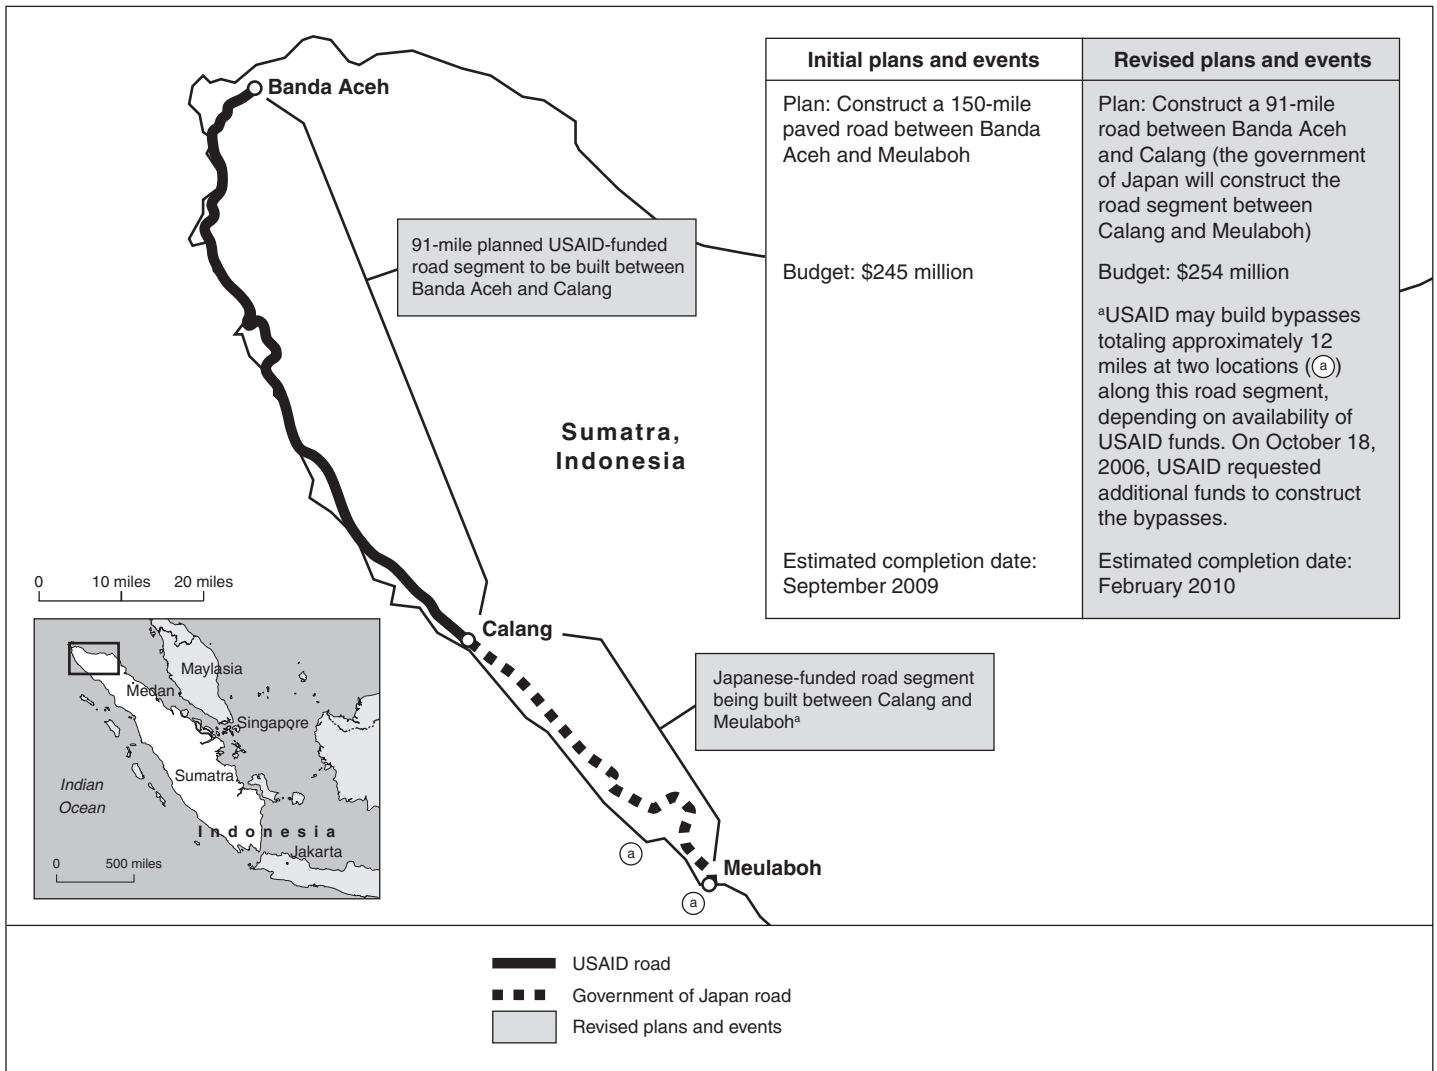 Banda Aceh
91-mile planned USAID-funded
road segment to be built between
Banda Aceh and Calang
Sumatra,
Indonesia
Initial plans and events
Plan: Construct a 150-mile
paved road between Banda
Aceh and Meulaboh
Budget: $245 million
Estimated completion date:
September 2009
Revised plans and events
Plan: Construct a 91-mile
road between Banda Aceh
and Calang (the government
of Japan will construct the
road segment between
Calang and Meulaboh)
Budget: $254 million
aUSAID may build bypasses
totaling approximately 12
miles at two locations (a)
along this road segment,
depending on availability of
USAID funds. On October 18,
2006, USAID requested
additional funds to construct
the bypasses.
Estimated completion date:
February 2010
0 10 miles 20 miles
Calang
Japanese-funded road segment
being built between Calang and
Meulaboha
Maylasia
Medan
Singapore
Sumatra
Indian
Ocean
Indonesia
Jakarta
0 500 miles
a
Meulaboh
a
USAID road
Government of Japan road
Revised plans and events